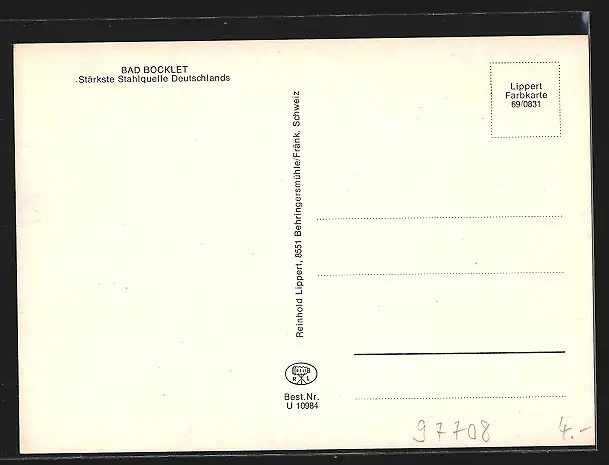 BAD BOCKLET
Stärkste Stahlquelle Deutschlands
Lippert
Farbkarte
69/0831
Reinhold Lippert, 8551 Behringersmühle/Fränk. Schweiz
R L
Best.Nr.
U 10984
97708
4.-